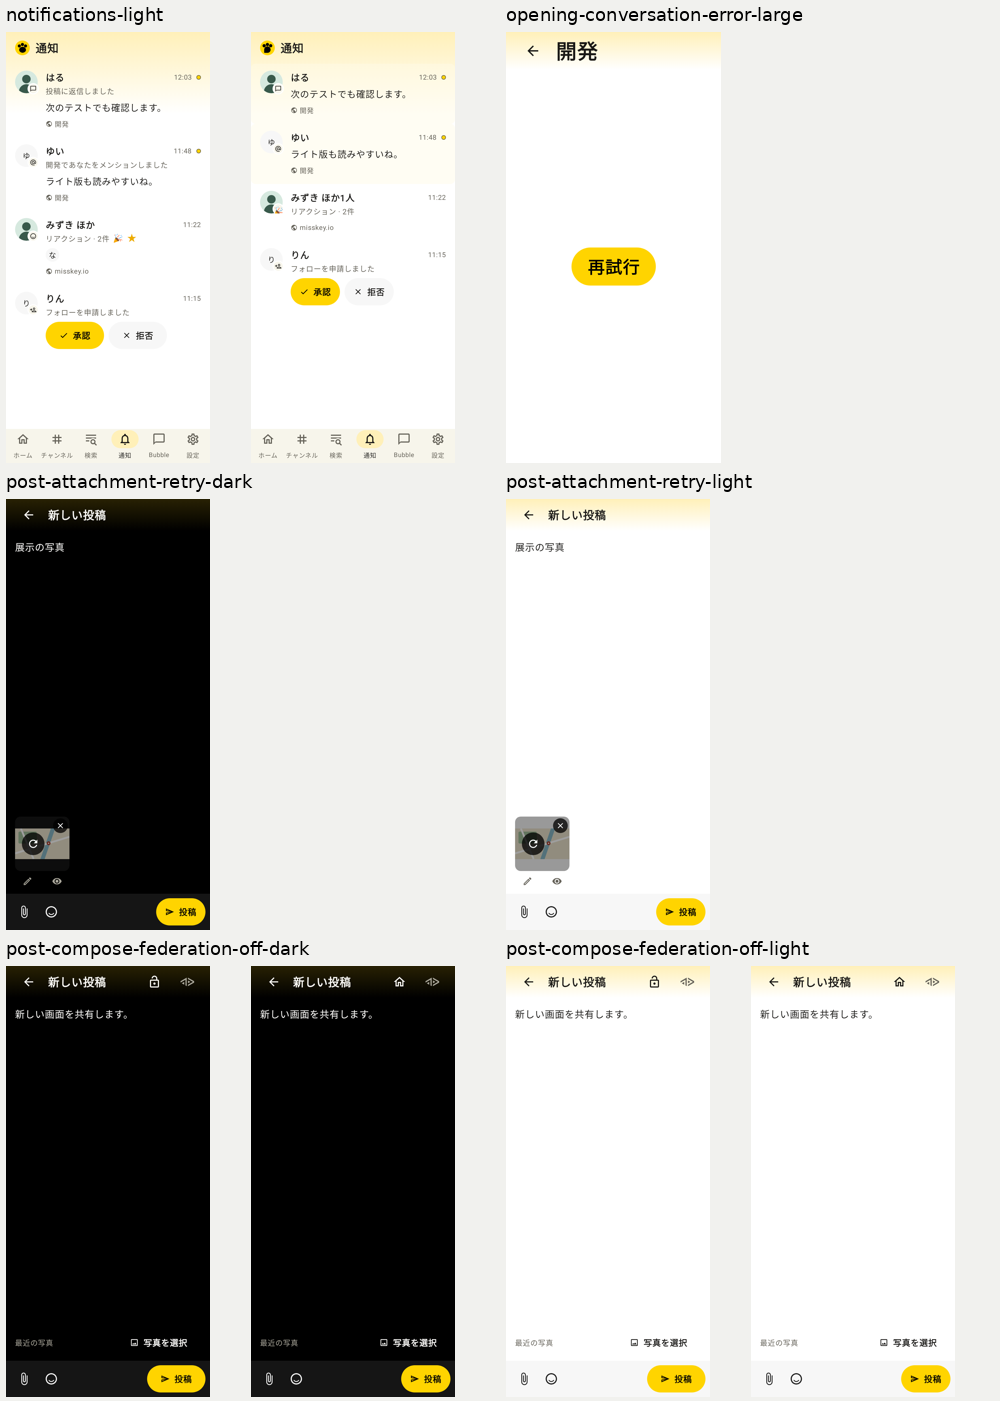 notifications-light
通知
はる 12:03
投稿に返信しました
次のテストでも確認します。
開発
ゆい 11:48
開発であなたをメンションしました
ライト版も読みやすいね。
開発
みずき ほか 11:22
リアクション · 2件
な
misskey.io
りん 11:15
フォローを申請しました
承認 拒否
ホーム チャンネル 検索 通知 Bubble 設定
通知
はる 12:03
次のテストでも確認します。
開発
ゆい 11:48
ライト版も読みやすいね。
開発
みずき ほか1人 11:22
リアクション · 2件
misskey.io
りん 11:15
フォローを申請しました
承認 拒否
ホーム チャンネル 検索 通知 Bubble 設定
opening-conversation-error-large
開発
再試行
post-attachment-retry-dark
新しい投稿
展示の写真
投稿
post-attachment-retry-light
新しい投稿
展示の写真
投稿
post-compose-federation-off-dark
新しい投稿
新しい画面を共有します。
最近の写真 写真を選択
投稿
新しい投稿
新しい画面を共有します。
最近の写真 写真を選択
投稿
post-compose-federation-off-light
新しい投稿
新しい画面を共有します。
最近の写真 写真を選択
投稿
新しい投稿
新しい画面を共有します。
最近の写真 写真を選択
投稿